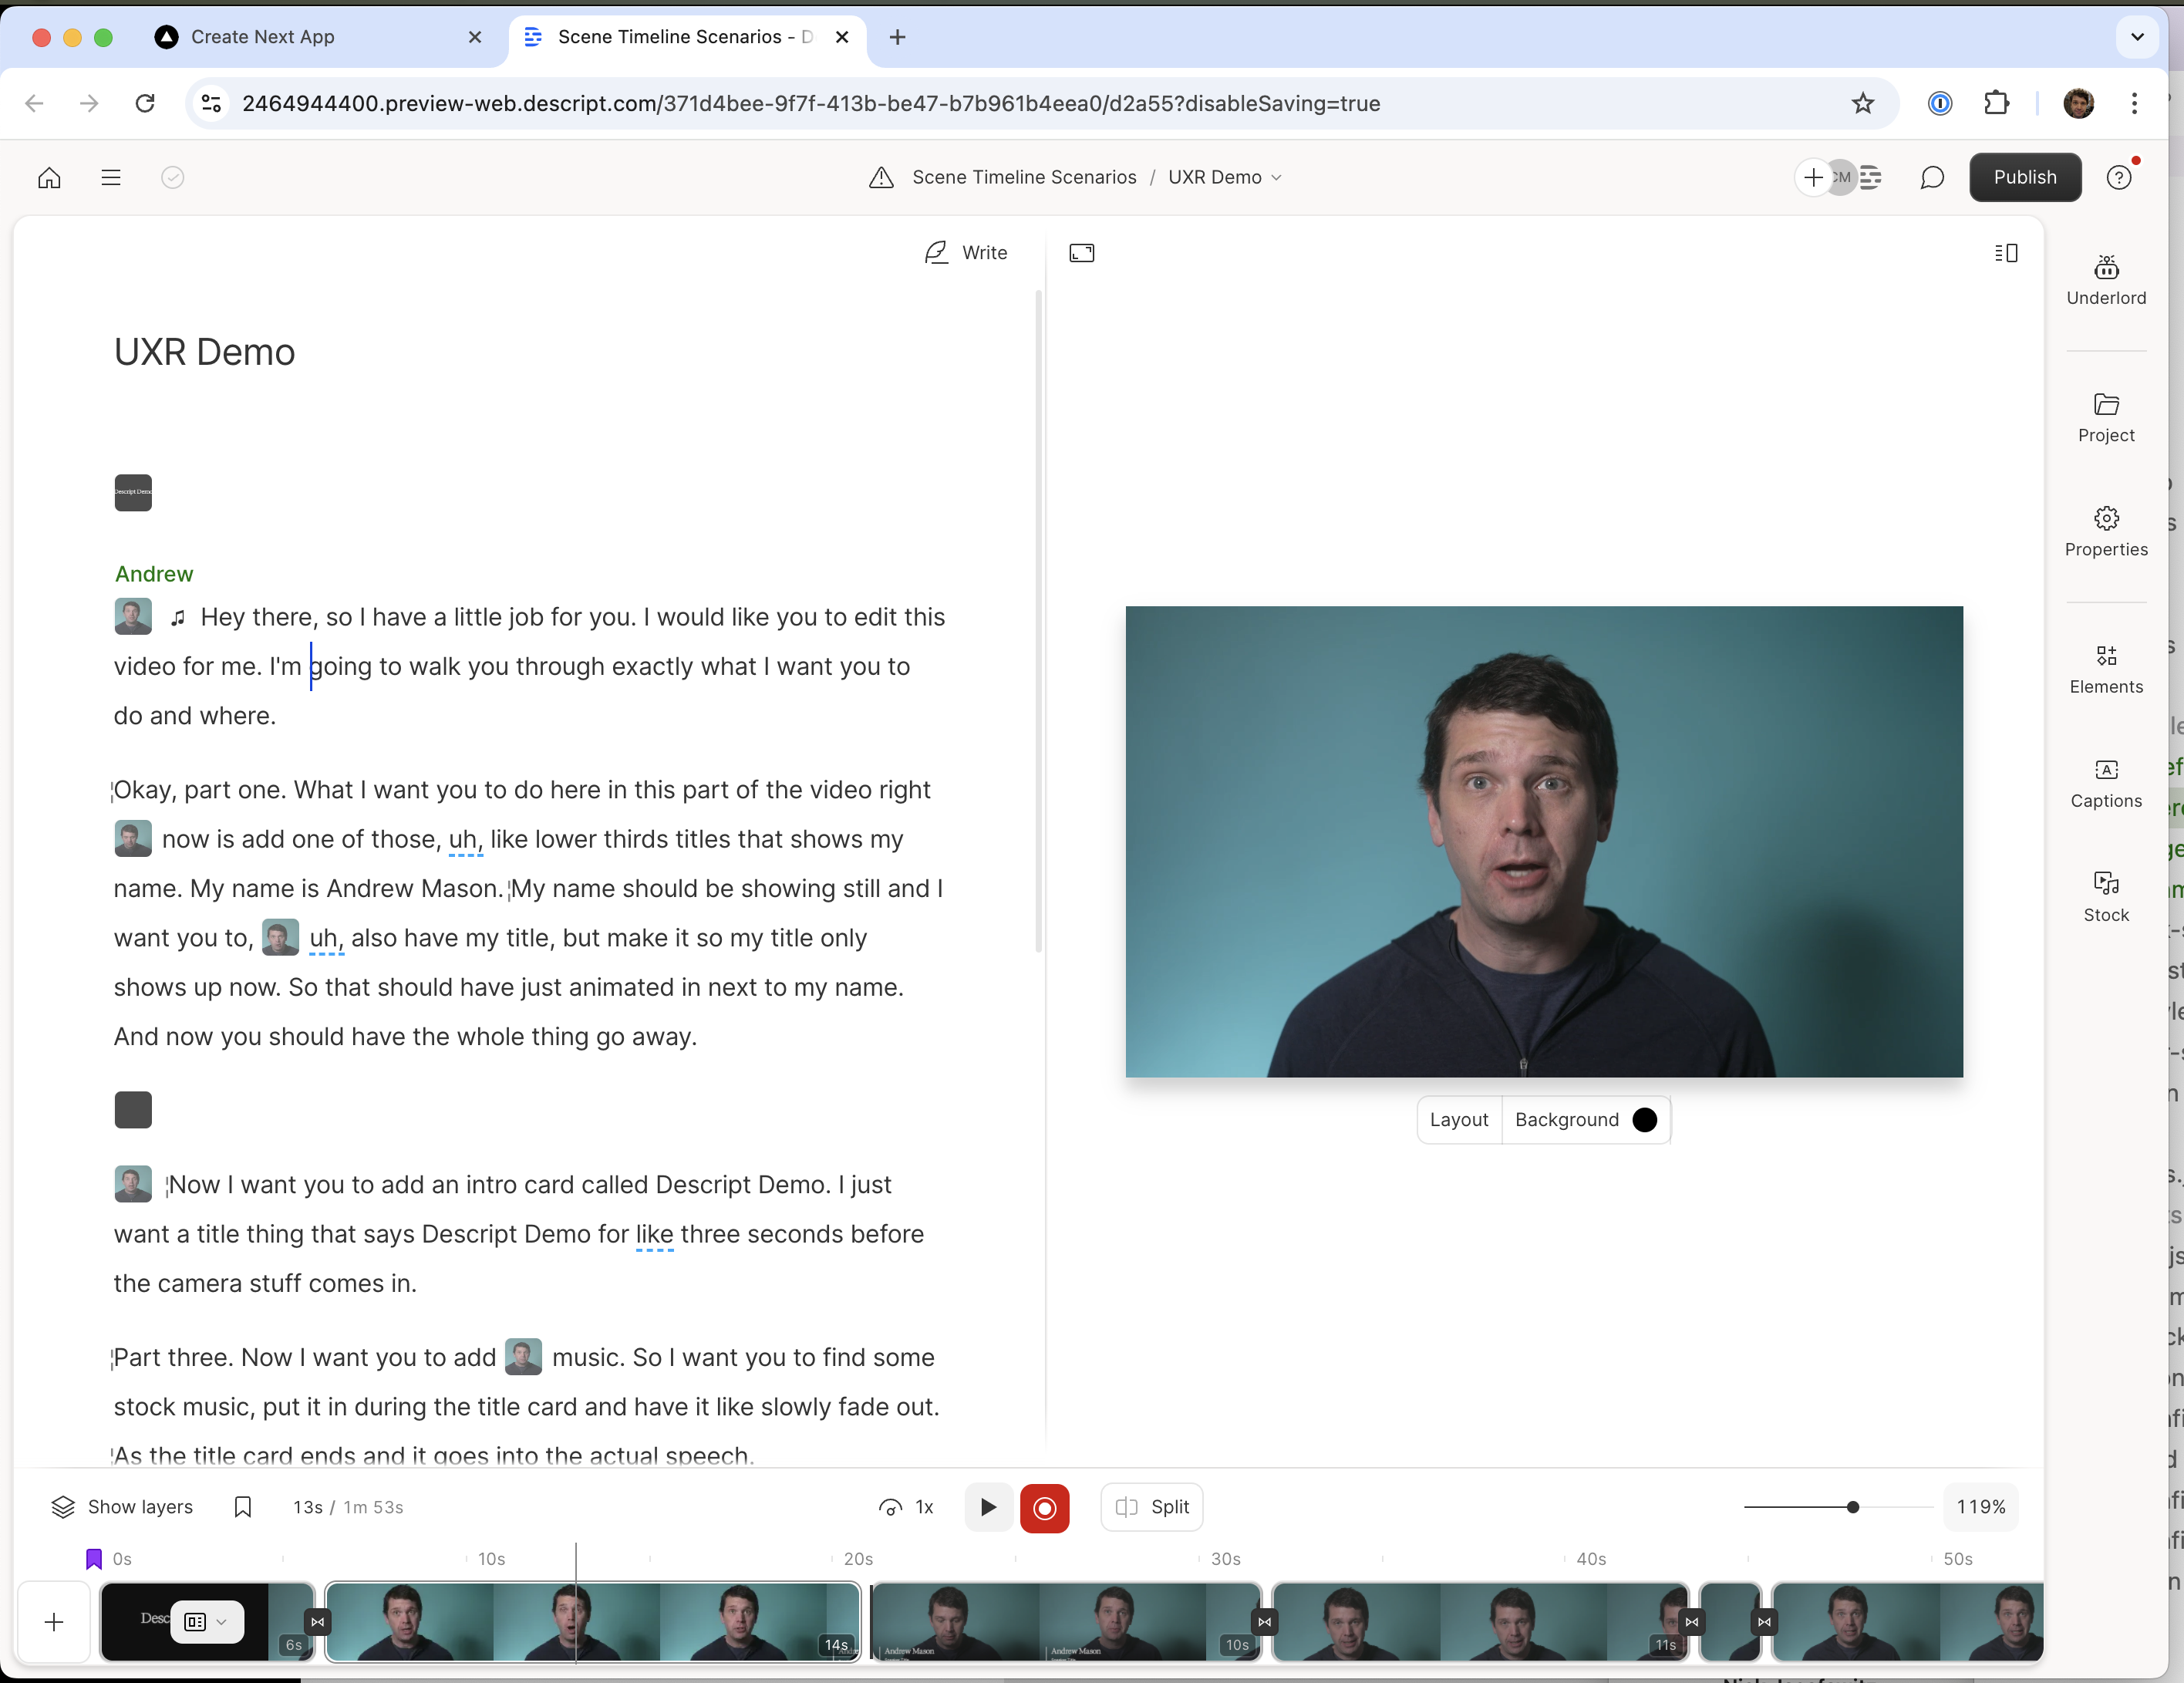 Create Next App
Scene Timeline Scenarios - D
2464944400.preview-web.descript.com/371d4bee-9f7f-413b-be47-b7b961b4eea0/d2a55?disableSaving=true
Scene Timeline Scenarios / UXR Demo
CM
Publish
Write
UXR Demo
Descript Demo
Andrew
Hey there, so I have a little job for you. I would like you to edit this
video for me. I'm going to walk you through exactly what I want you to
do and where.
Okay, part one. What I want you to do here in this part of the video right
now is add one of those, uh, like lower thirds titles that shows my
name. My name is Andrew Mason. My name should be showing still and I
want you to, uh, also have my title, but make it so my title only
shows up now. So that should have just animated in next to my name.
And now you should have the whole thing go away.
Now I want you to add an intro card called Descript Demo. I just
want a title thing that says Descript Demo for like three seconds before
the camera stuff comes in.
Part three. Now I want you to add music. So I want you to find some
stock music, put it in during the title card and have it like slowly fade out.
As the title card ends and it goes into the actual speech.
Layout
Background
Underlord
Project
Properties
Elements
Captions
Stock
Show layers
13s / 1m 53s
1x
Split
119%
0s
10s
20s
30s
40s
50s
Desc
6s
14s
Andrew Mason
Andrew Mason
10s
11s